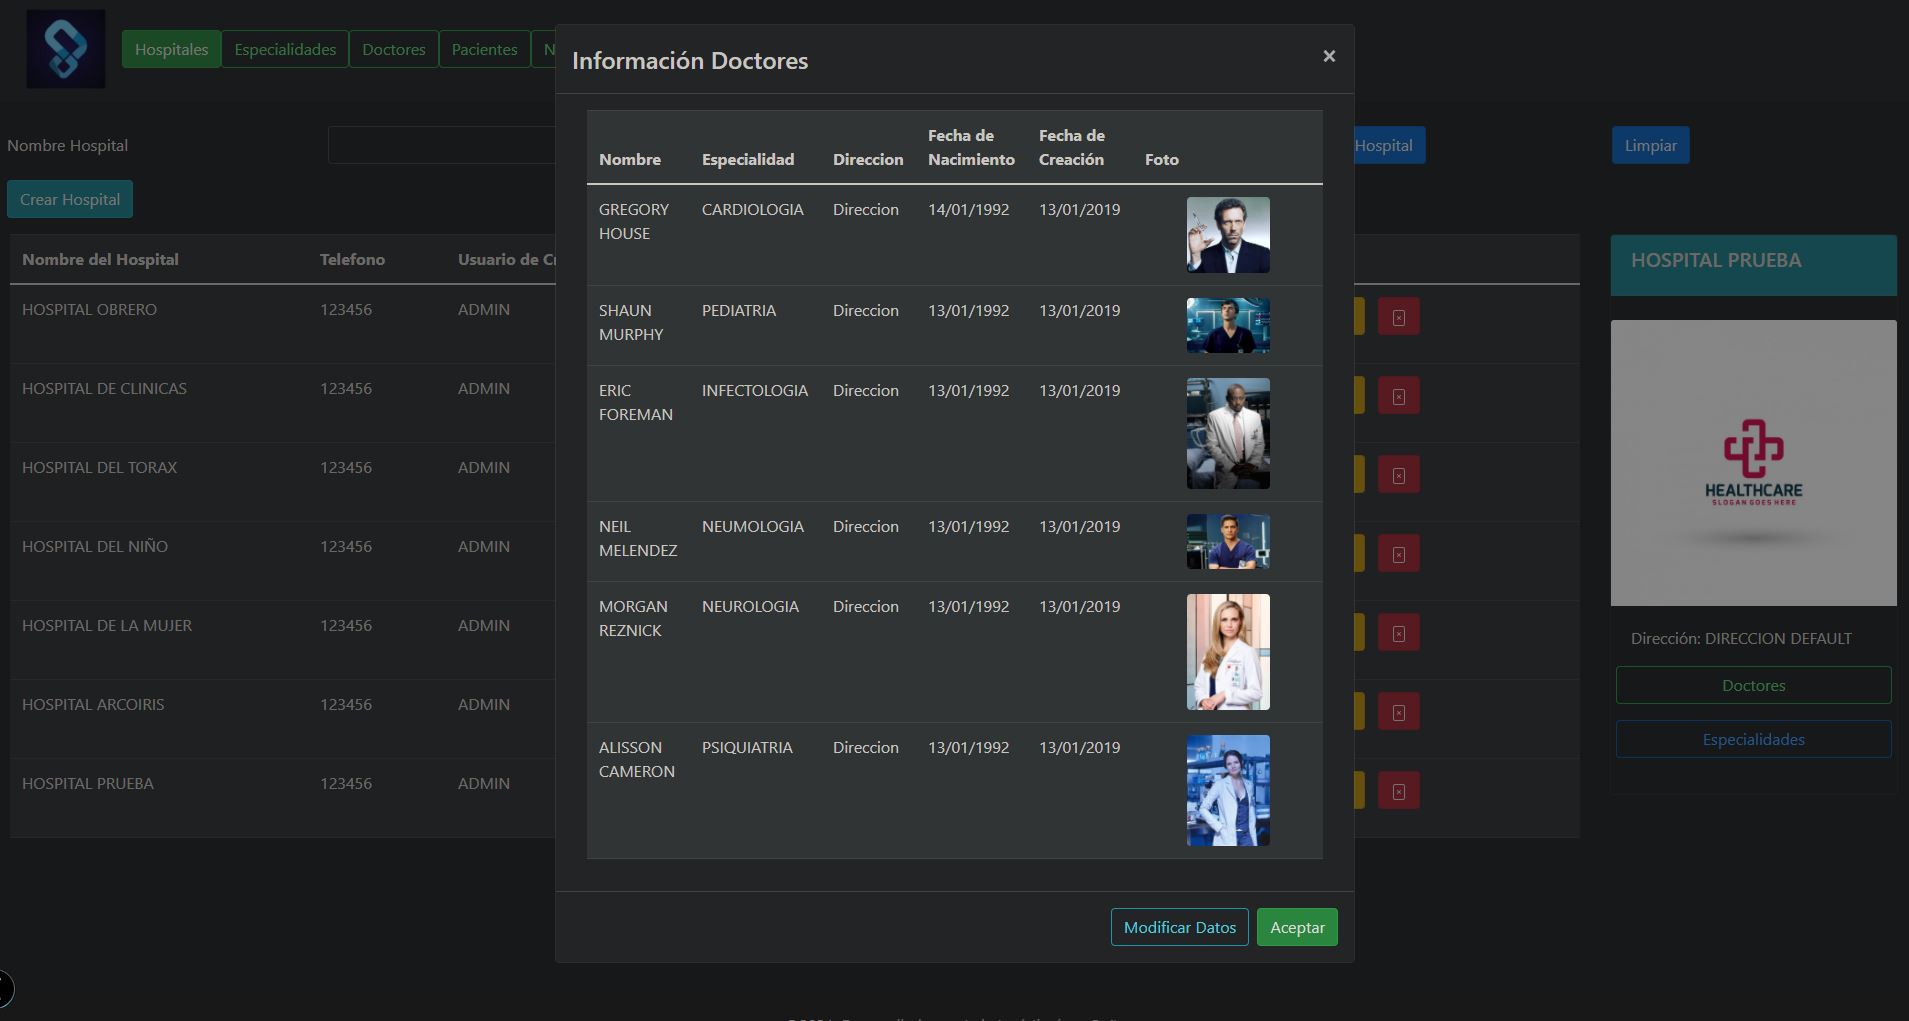 Hospitales Especialidades Doctores Pacientes N
Información Doctores ×
Nombre Hospital
Hospital
Limpiar
Crear Hospital
Nombre Especialidad Direccion Fecha de Nacimiento Fecha de Creación Foto
GREGORY HOUSE CARDIOLOGIA Direccion 14/01/1992 13/01/2019
SHAUN MURPHY PEDIATRIA Direccion 13/01/1992 13/01/2019
ERIC FOREMAN INFECTOLOGIA Direccion 13/01/1992 13/01/2019
NEIL MELENDEZ NEUMOLOGIA Direccion 13/01/1992 13/01/2019
MORGAN REZNICK NEUROLOGIA Direccion 13/01/1992 13/01/2019
ALISSON CAMERON PSIQUIATRIA Direccion 13/01/1992 13/01/2019
Modificar Datos Aceptar
Nombre del Hospital Telefono Usuario de
HOSPITAL OBRERO 123456 ADMIN
HOSPITAL DE CLINICAS 123456 ADMIN
HOSPITAL DEL TORAX 123456 ADMIN
HOSPITAL DEL NIÑO 123456 ADMIN
HOSPITAL DE LA MUJER 123456 ADMIN
HOSPITAL ARCOIRIS 123456 ADMIN
HOSPITAL PRUEBA 123456 ADMIN
HOSPITAL PRUEBA
HEALTHCARE
SLOGAN GOES HERE
Dirección: DIRECCION DEFAULT
Doctores
Especialidades